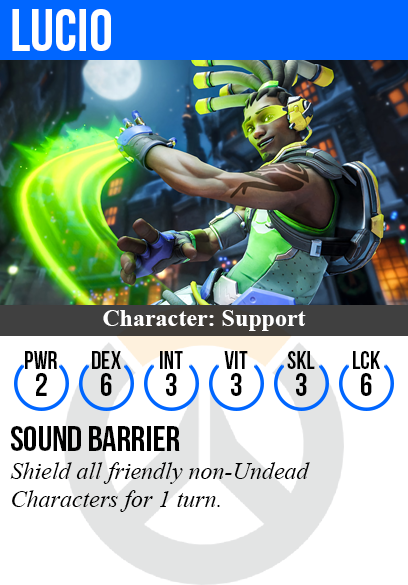 LUCIO
Character: Support
PWR DEX INT VIT SKL LCK
2 6 3 3 3 6
SOUND BARRIER
Shield all friendly non-Undead
Characters for 1 turn.